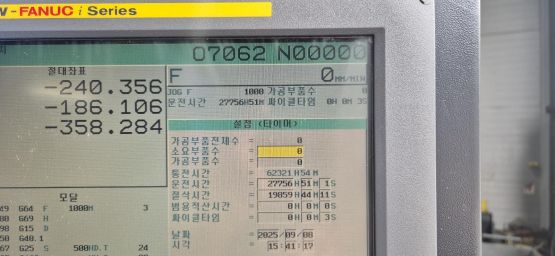 W-FANUC i Series
O7062 N00000
절대좌표
-240.356
-186.106
-358.284
F 0MM/MIN
JOG F 1000 가공부품수 0
운전시간 27756H51M 싸이클타임 0H 0M 3S
설정 (타이머)
가공부품전체수 = 0
소요부품수 = 0
가공부품수 = 0
통전시간 = 62321H54M
운전시간 = 27756H51M 1S
절삭시간 = 19859H44M11S
범용적산시간 = 0H 0M 0S
싸이클타임 = 0H 0M 3S
날짜 = 2025/09/08
시각 = 15:41:17
모달
G64 F 1000M 3
G69 H
G15 D
G40.1
G25 S 500HD.T 24